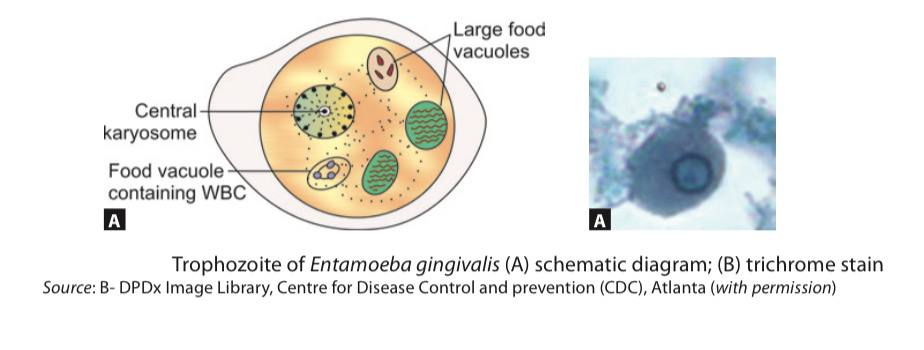 Large food
vacuoles
Central
karyosome
Food vacuole
containing WBC
A
A
Trophozoite of Entamoeba gingivalis (A) schematic diagram; (B) trichrome stain
Source: B- DPDx Image Library, Centre for Disease Control and prevention (CDC), Atlanta (with permission)